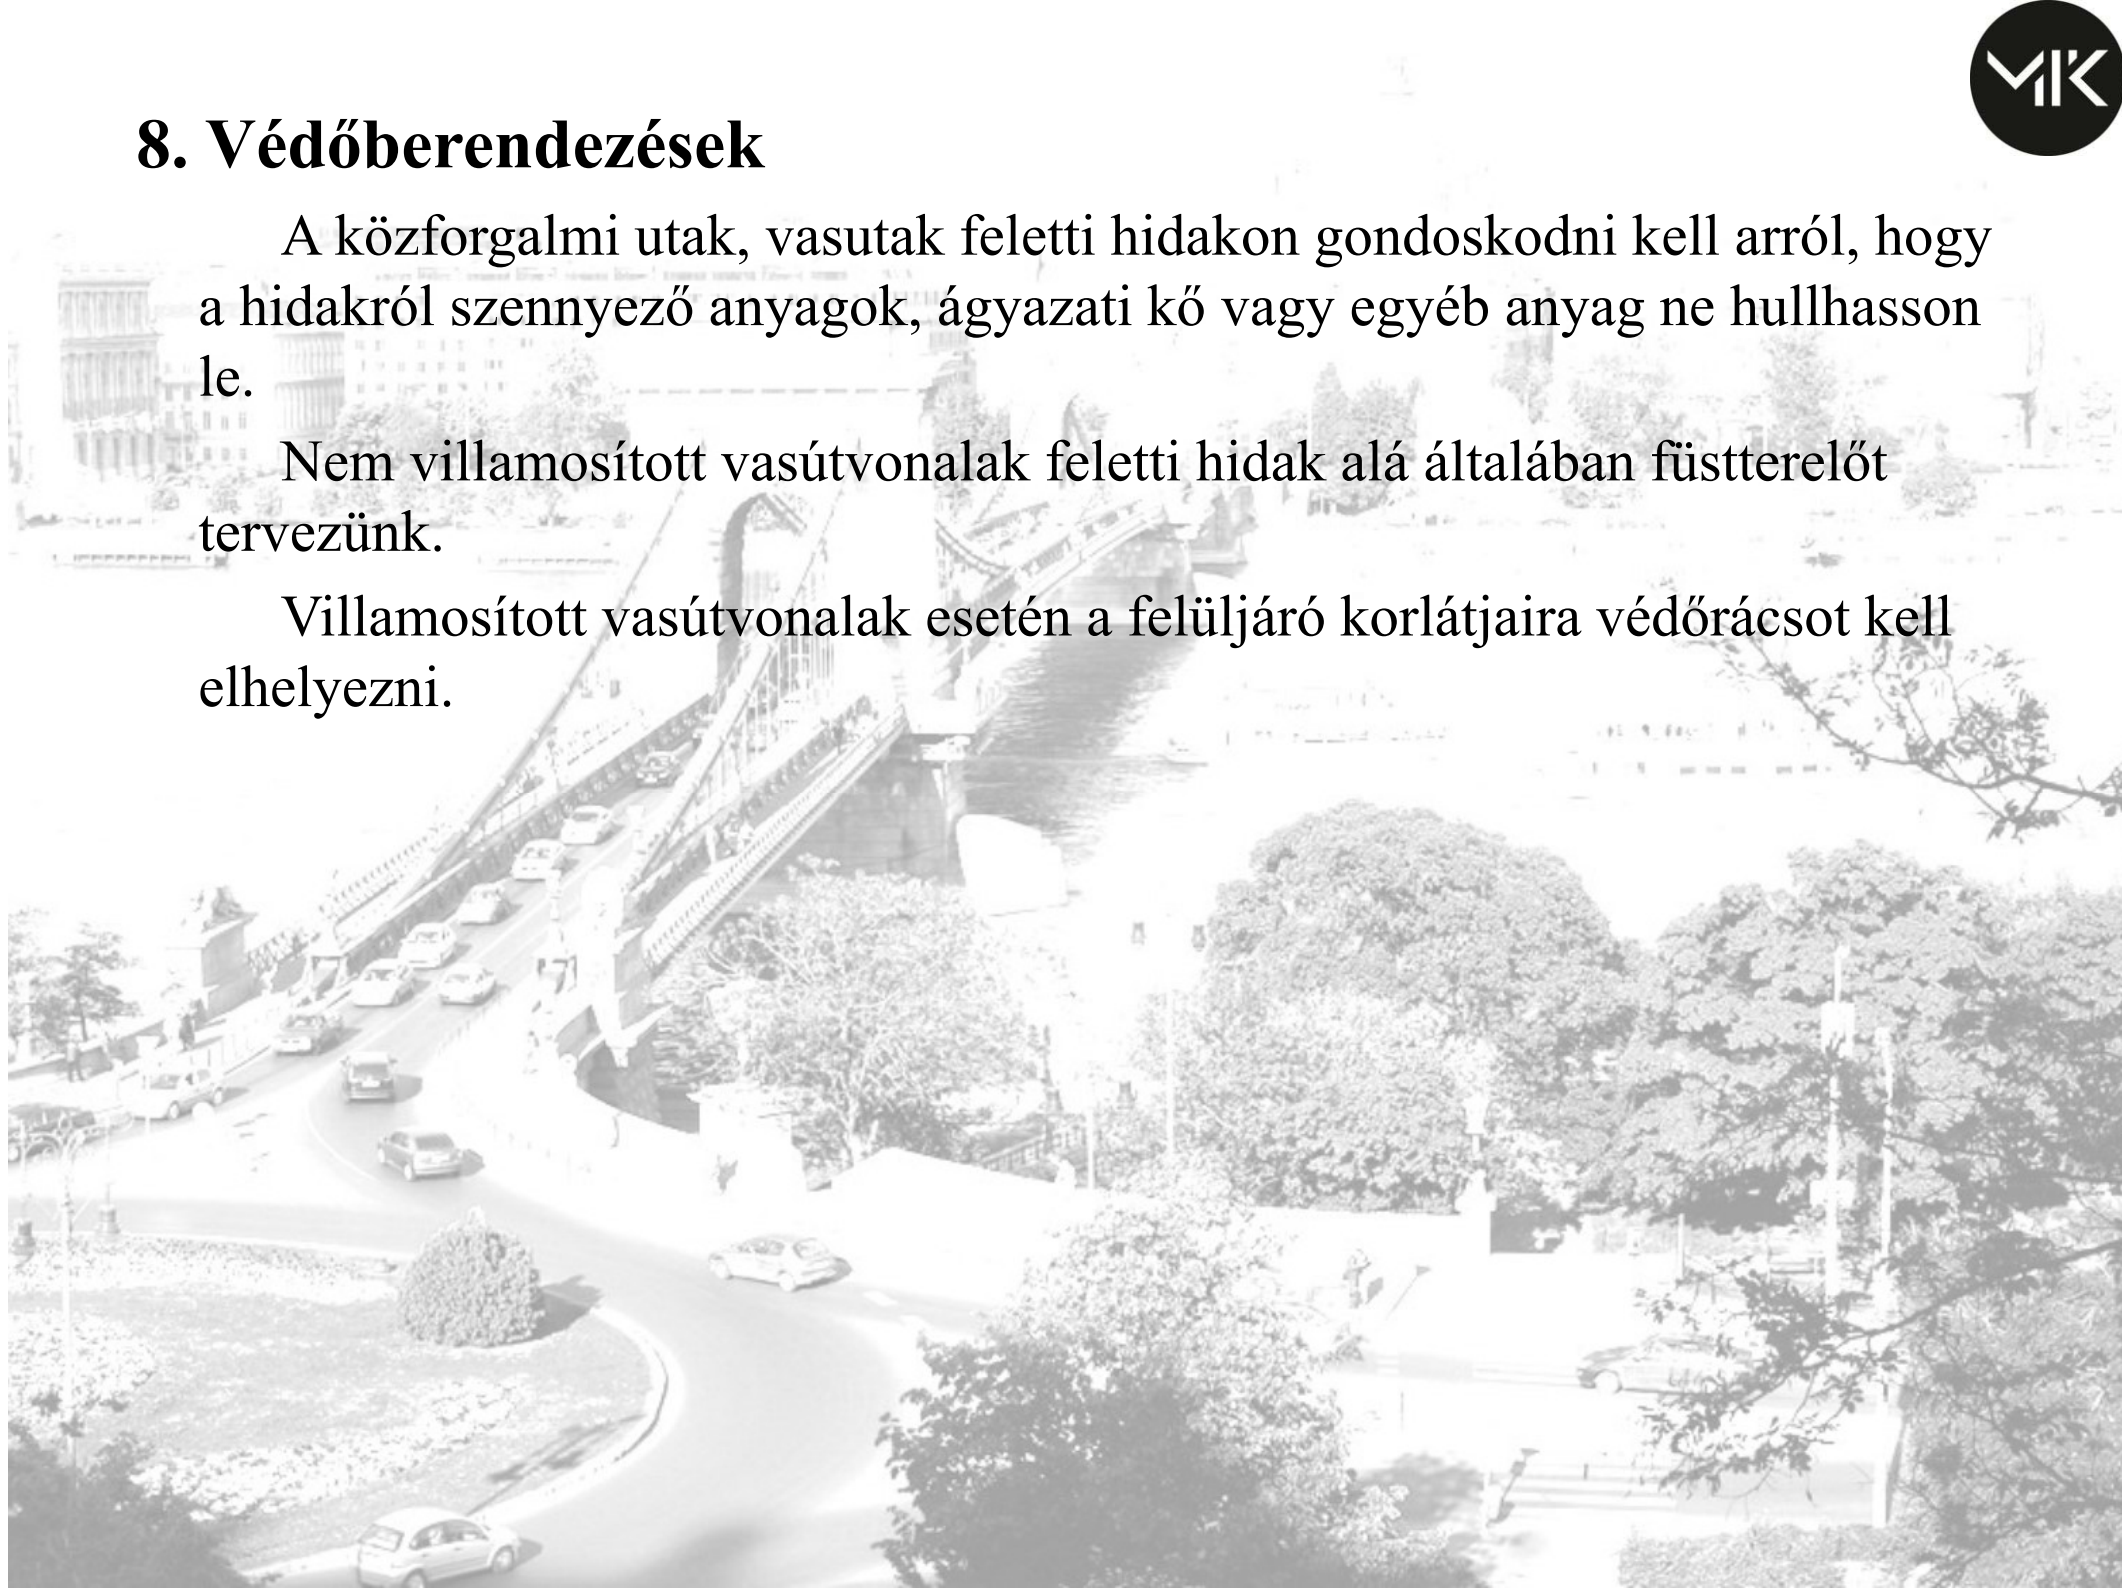 MK
8. Védőberendezések
A közforgalmi utak, vasutak feletti hidakon gondoskodni kell arról, hogy
a hidakról szennyező anyagok, ágyazati kő vagy egyéb anyag ne hullhasson
le.
Nem villamosított vasútvonalak feletti hidak alá általában füstterelőt
tervezünk.
Villamosított vasútvonalak esetén a felüljáró korlátjaira védőrácsot kell
elhelyezni.